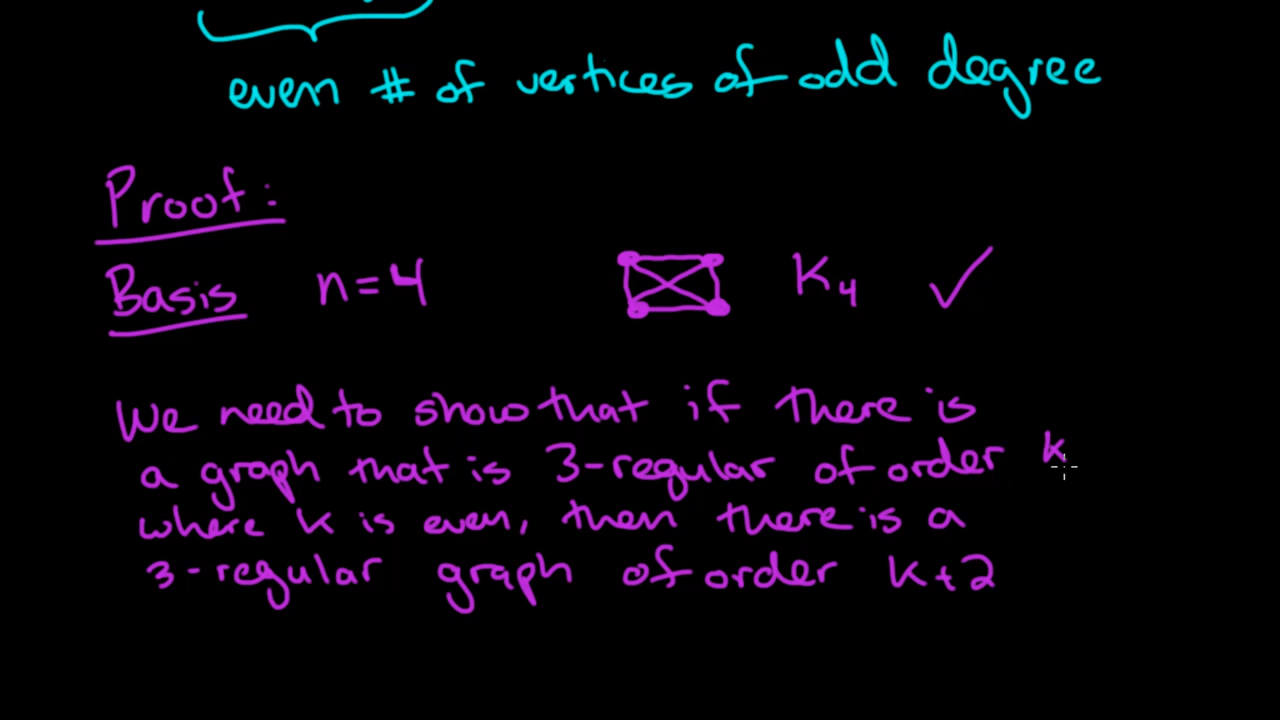 even # of vertices of odd degree
Proof:
Basis n=4 K4 ✓
We need to show that if there is
a graph that is 3-regular of order k
where k is even, then there is a
3-regular graph of order k+2